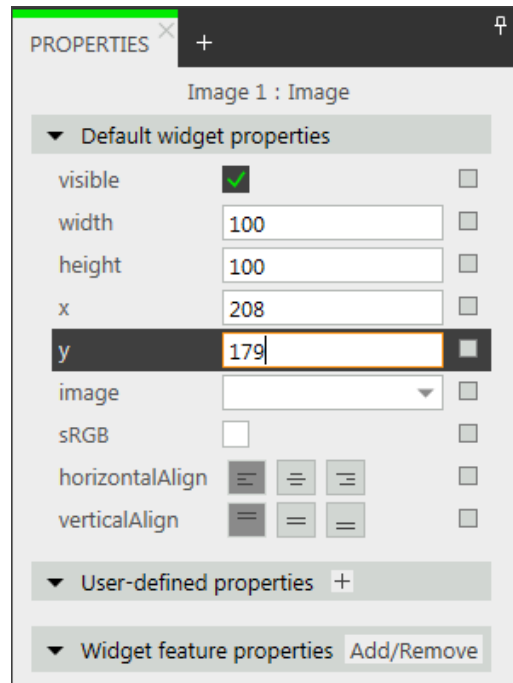 PROPERTIES +
Image 1 : Image
Default widget properties
visible
width 100
height 100
x 208
y 179
image
sRGB
horizontalAlign
verticalAlign
User-defined properties +
Widget feature properties Add/Remove